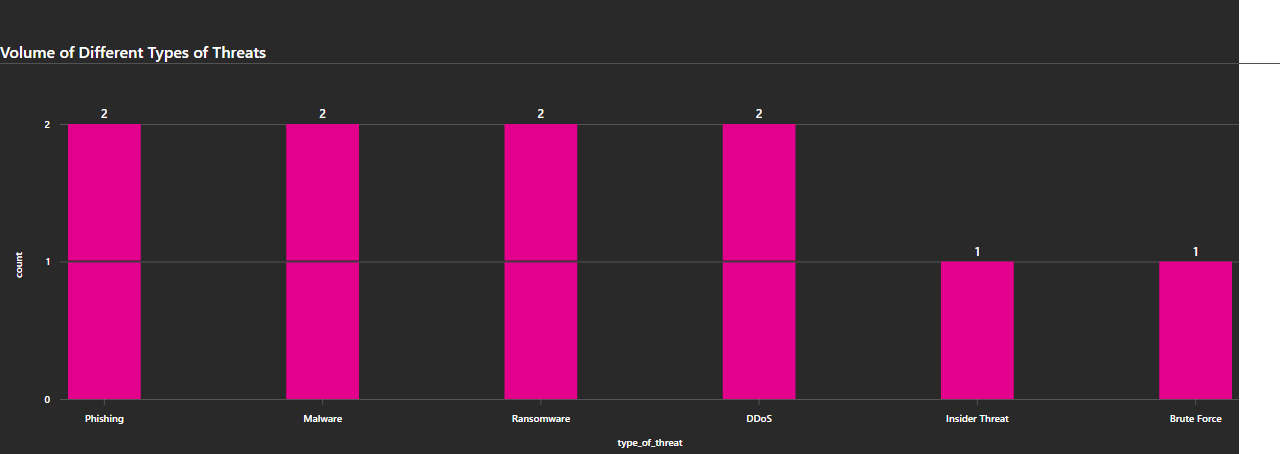 Volume of Different Types of Threats
2 2 2 2
2
1 1
1
count
0
Phishing Malware Ransomware DDoS Insider Threat Brute Force
type_of_threat